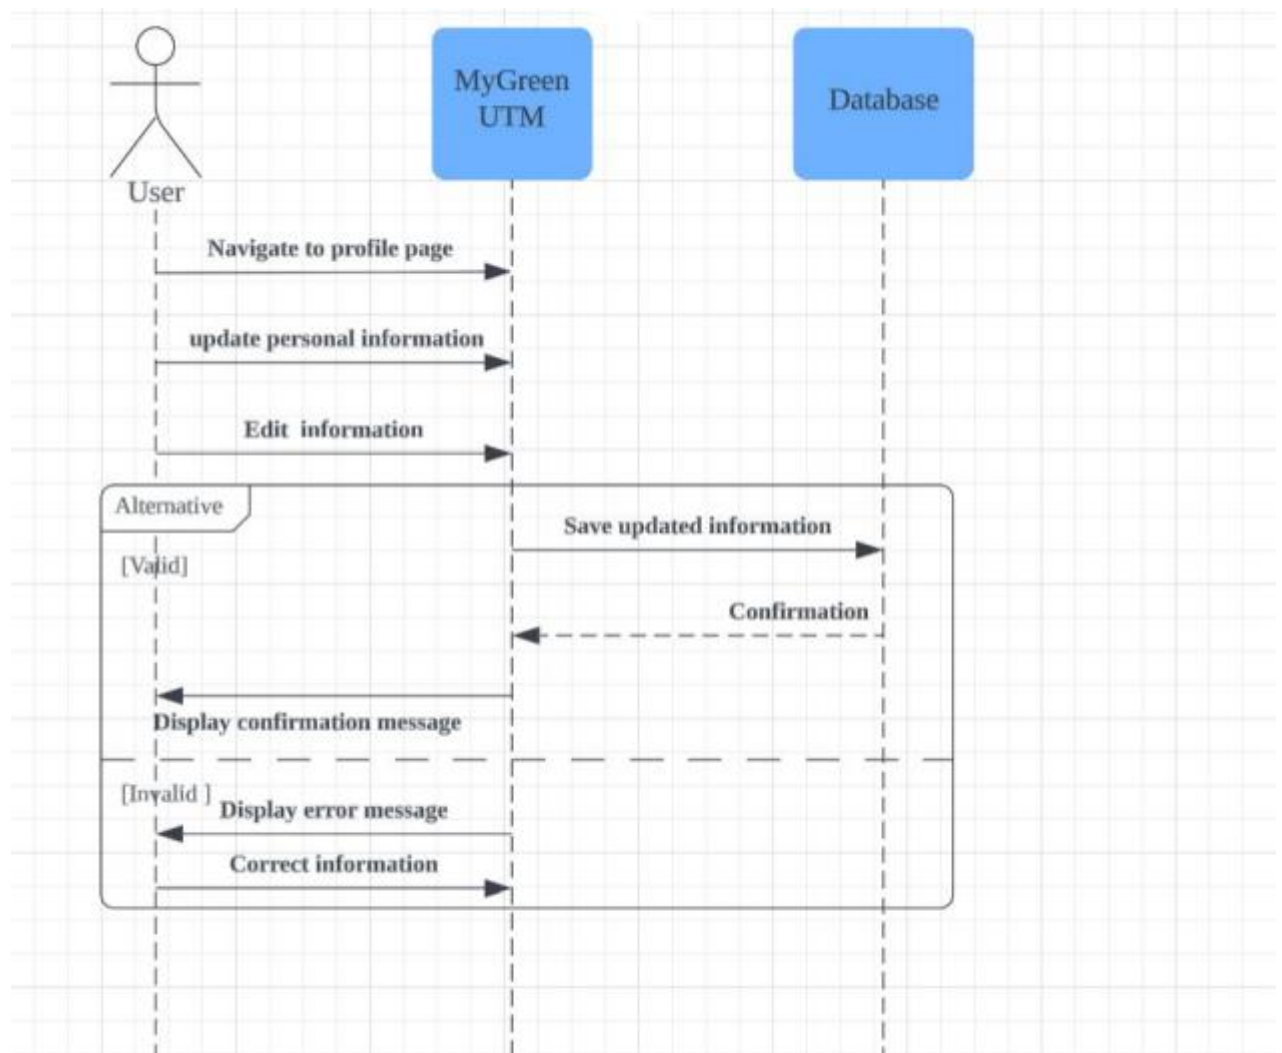 MyGreen
UTM
Database
User
Navigate to profile page
update personal information
Edit  information
Alternative
Save updated information
[Valid]
Confirmation
Display confirmation message
[Invalid ]
Display error message
Correct information